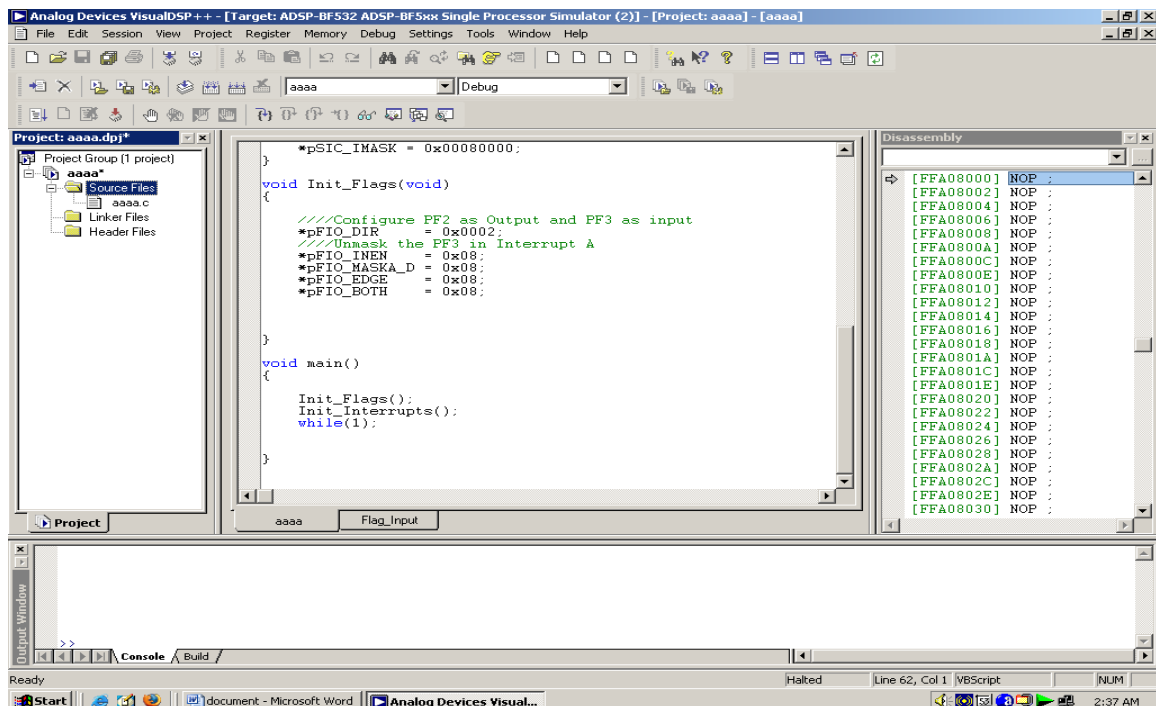 Analog Devices VisualDSP++ - [Target: ADSP-BF532 ADSP-BF5xx Single Processor Simulator (2)] - [Project: aaaa] - [aaaa]
File Edit Session View Project Register Memory Debug Settings Tools Window Help
aaaa Debug
Project: aaaa.dpj*
Project Group (1 project)
aaaa*
Source Files
aaaa.c
Linker Files
Header Files
Project
*pSIC_IMASK = 0x00080000;
}
void Init_Flags(void)
{
////Configure PF2 as Output and PF3 as input
*pFIO_DIR = 0x0002;
////Unmask the PF3 in Interrupt A
*pFIO_INEN = 0x08;
*pFIO_MASKA_D = 0x08;
*pFIO_EDGE = 0x08;
*pFIO_BOTH = 0x08;
}
void main()
{
Init_Flags();
Init_Interrupts();
while(1);
}
aaaa Flag_Input
Disassembly
[FFA08000] NOP ;
[FFA08002] NOP ;
[FFA08004] NOP ;
[FFA08006] NOP ;
[FFA08008] NOP ;
[FFA0800A] NOP ;
[FFA0800C] NOP ;
[FFA0800E] NOP ;
[FFA08010] NOP ;
[FFA08012] NOP ;
[FFA08014] NOP ;
[FFA08016] NOP ;
[FFA08018] NOP ;
[FFA0801A] NOP ;
[FFA0801C] NOP ;
[FFA0801E] NOP ;
[FFA08020] NOP ;
[FFA08022] NOP ;
[FFA08024] NOP ;
[FFA08026] NOP ;
[FFA08028] NOP ;
[FFA0802A] NOP ;
[FFA0802C] NOP ;
[FFA0802E] NOP ;
[FFA08030] NOP ;
Output Window
>>
Console Build
Ready Halted Line 62, Col 1 VBScript NUM
Start document - Microsoft Word Analog Devices Visual... 2:37 AM